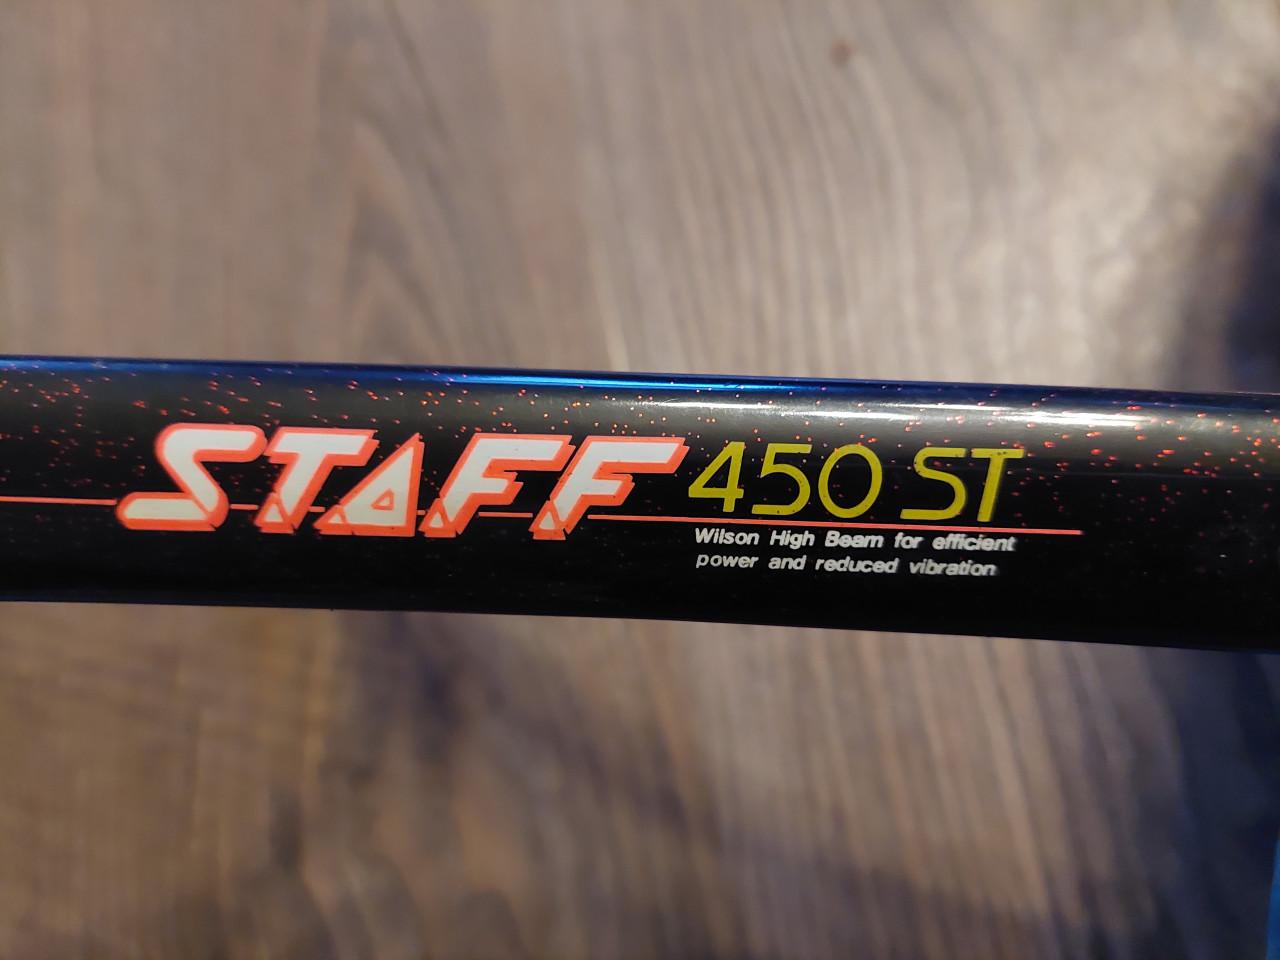 STAFF 450 ST
Wilson High Beam for efficient
power and reduced vibration